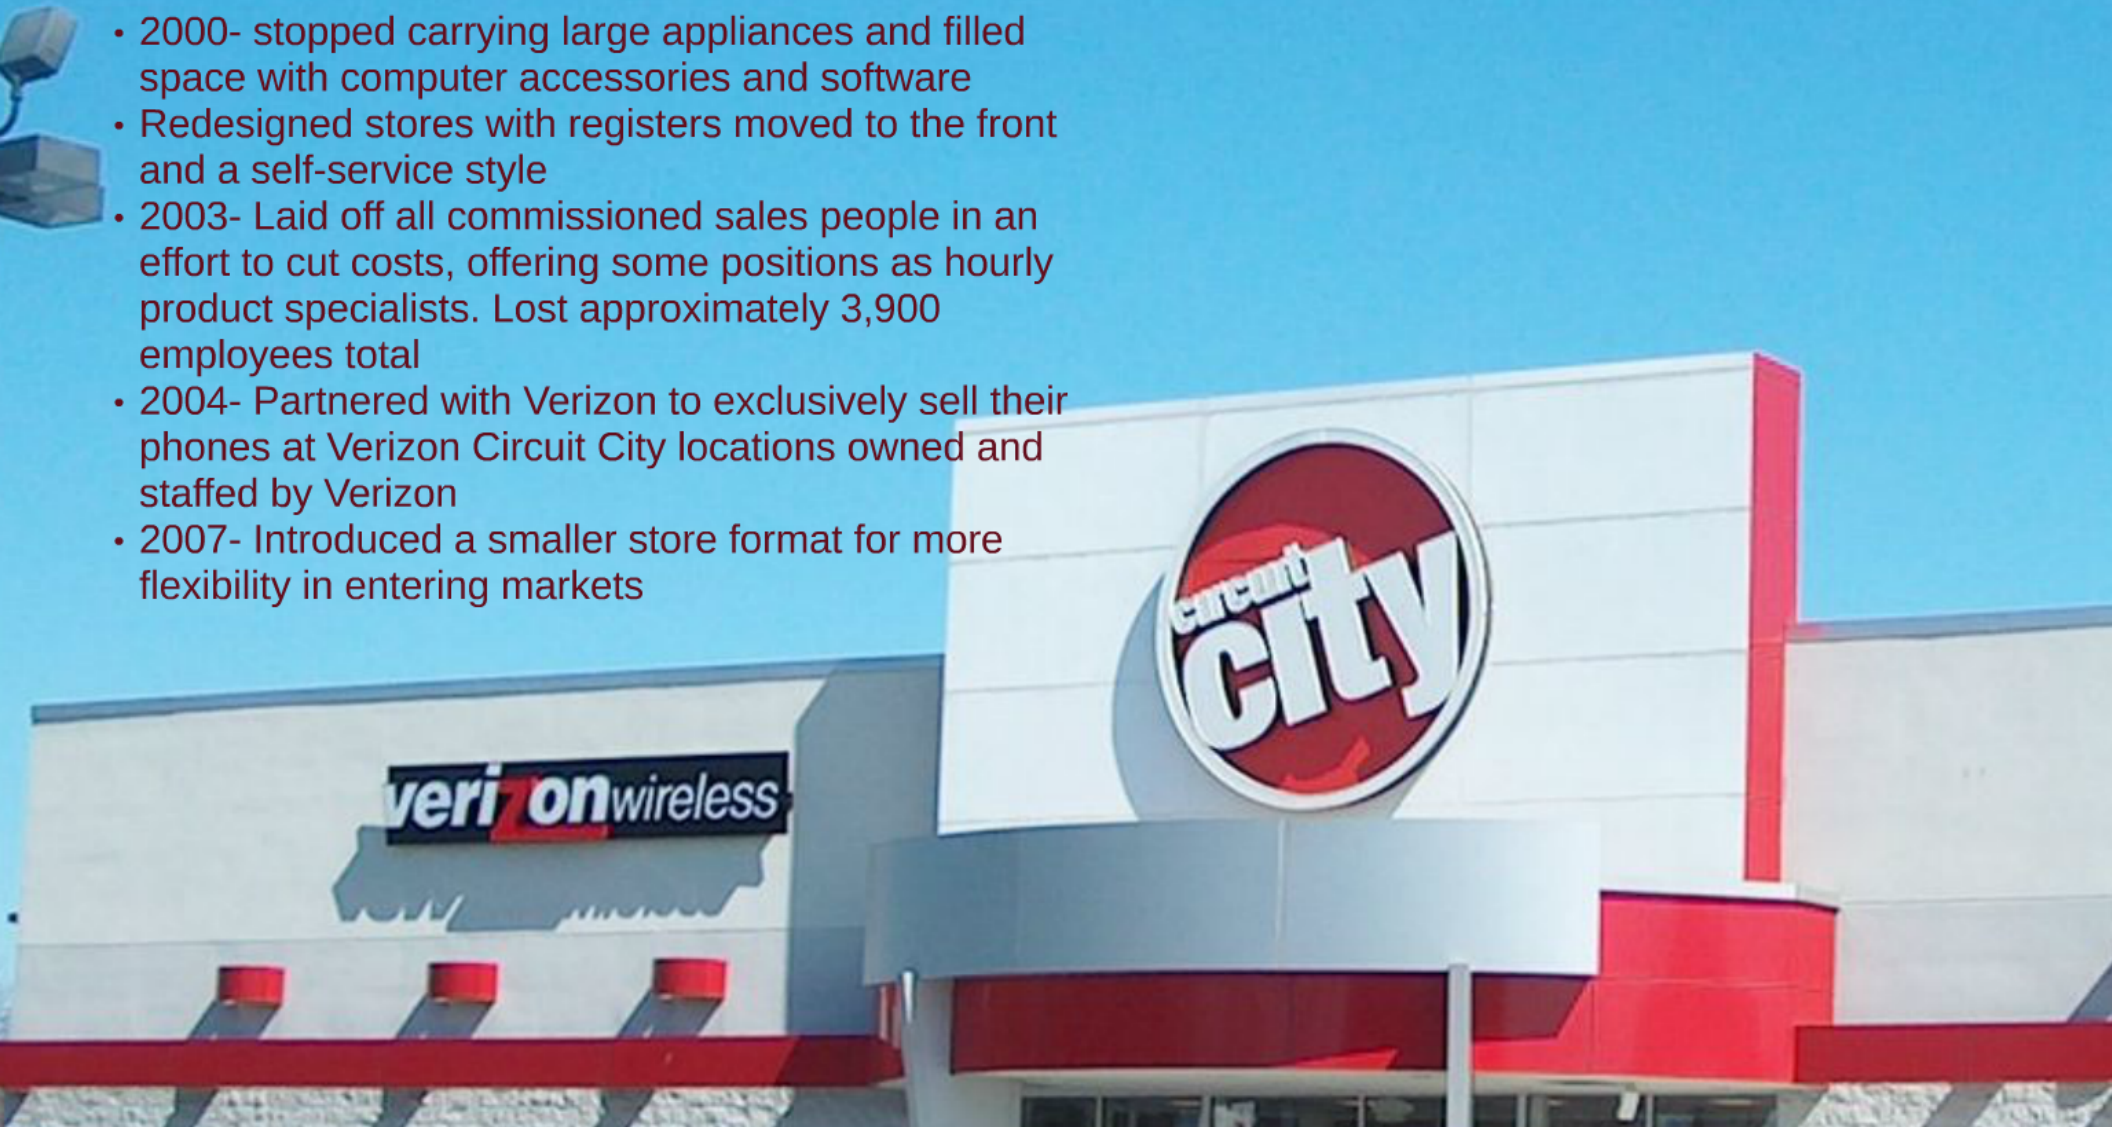 • 2000- stopped carrying large appliances and filled
space with computer accessories and software
• Redesigned stores with registers moved to the front
and a self-service style
• 2003- Laid off all commissioned sales people in an
effort to cut costs, offering some positions as hourly
product specialists. Lost approximately 3,900
employees total
• 2004- Partnered with Verizon to exclusively sell their
phones at Verizon Circuit City locations owned and
staffed by Verizon
• 2007- Introduced a smaller store format for more
flexibility in entering markets
circuit
city
verizonwireless